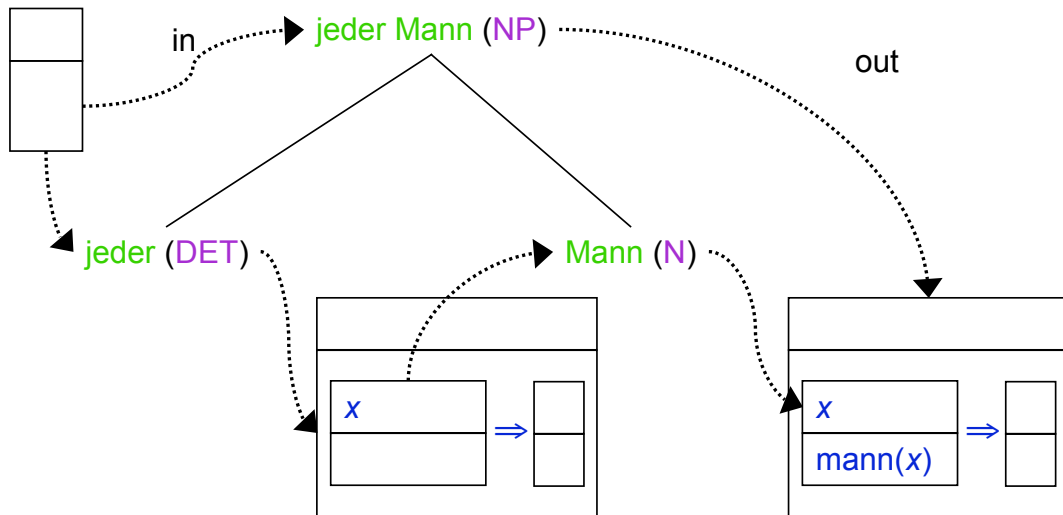 in
jeder Mann (NP)
out
jeder (DET)
Mann (N)
x
⇒
x
⇒
mann(x)